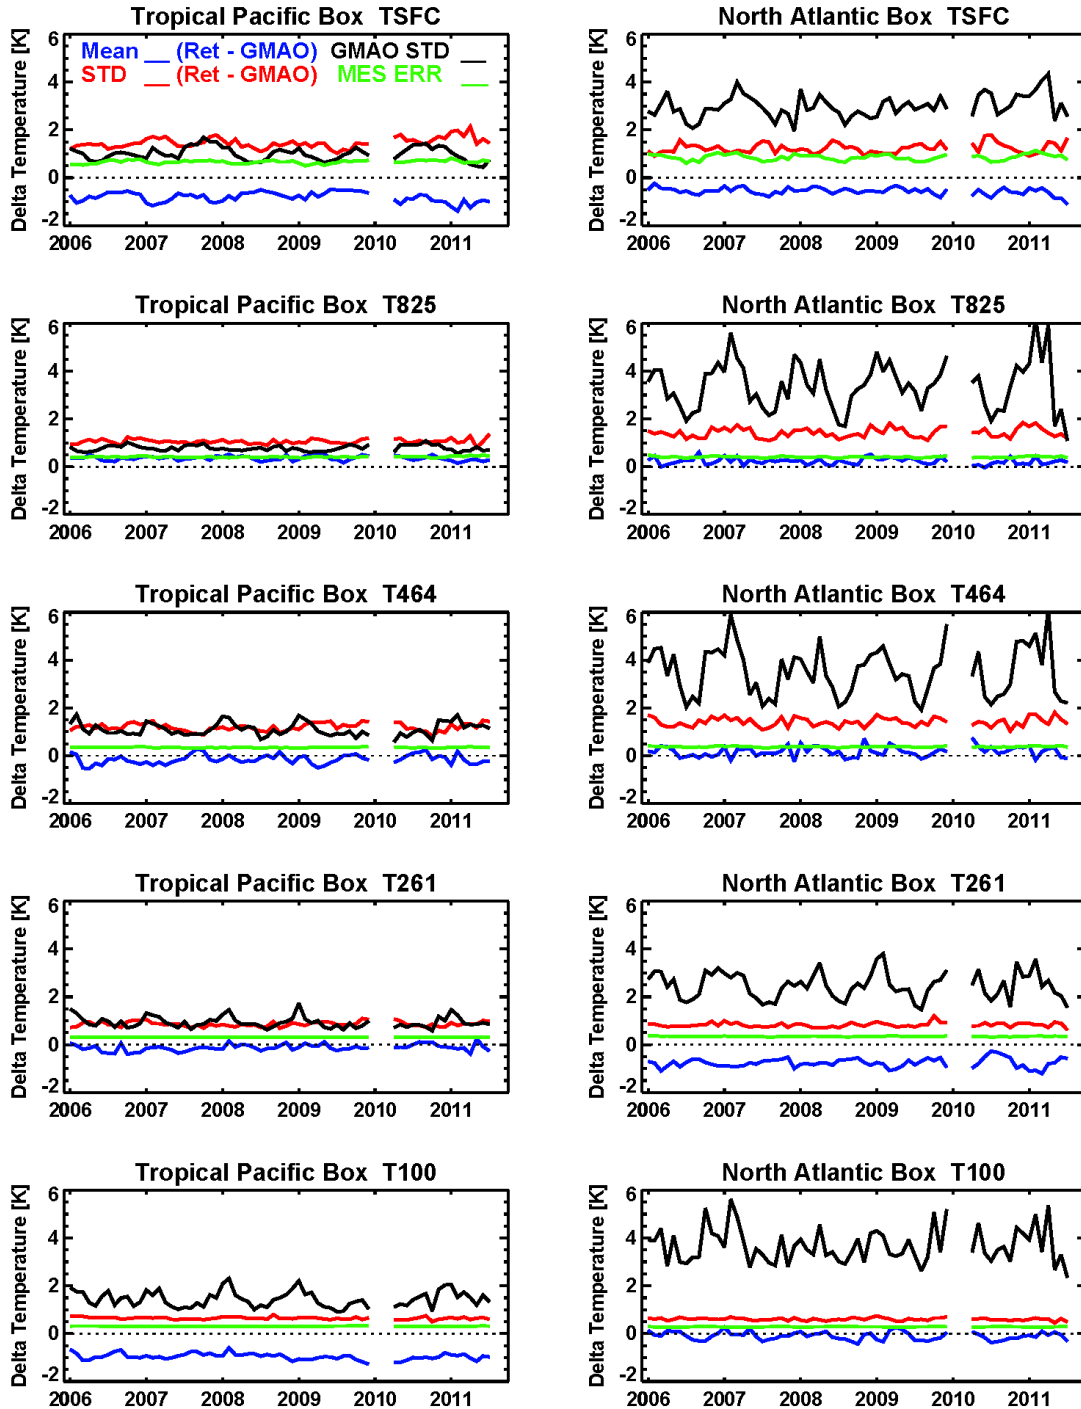 Tropical Pacific Box TSFC
Delta Temperature [K]
6
4
2
0
-2
Mean __ (Ret - GMAO) GMAO STD __
STD __ (Ret - GMAO) MES ERR __
2006 2007 2008 2009 2010 2011
North Atlantic Box TSFC
Delta Temperature [K]
6
4
2
0
-2
2006 2007 2008 2009 2010 2011
Tropical Pacific Box T825
Delta Temperature [K]
6
4
2
0
-2
2006 2007 2008 2009 2010 2011
North Atlantic Box T825
Delta Temperature [K]
6
4
2
0
-2
2006 2007 2008 2009 2010 2011
Tropical Pacific Box T464
Delta Temperature [K]
6
4
2
0
-2
2006 2007 2008 2009 2010 2011
North Atlantic Box T464
Delta Temperature [K]
6
4
2
0
-2
2006 2007 2008 2009 2010 2011
Tropical Pacific Box T261
Delta Temperature [K]
6
4
2
0
-2
2006 2007 2008 2009 2010 2011
North Atlantic Box T261
Delta Temperature [K]
6
4
2
0
-2
2006 2007 2008 2009 2010 2011
Tropical Pacific Box T100
Delta Temperature [K]
6
4
2
0
-2
2006 2007 2008 2009 2010 2011
North Atlantic Box T100
Delta Temperature [K]
6
4
2
0
-2
2006 2007 2008 2009 2010 2011